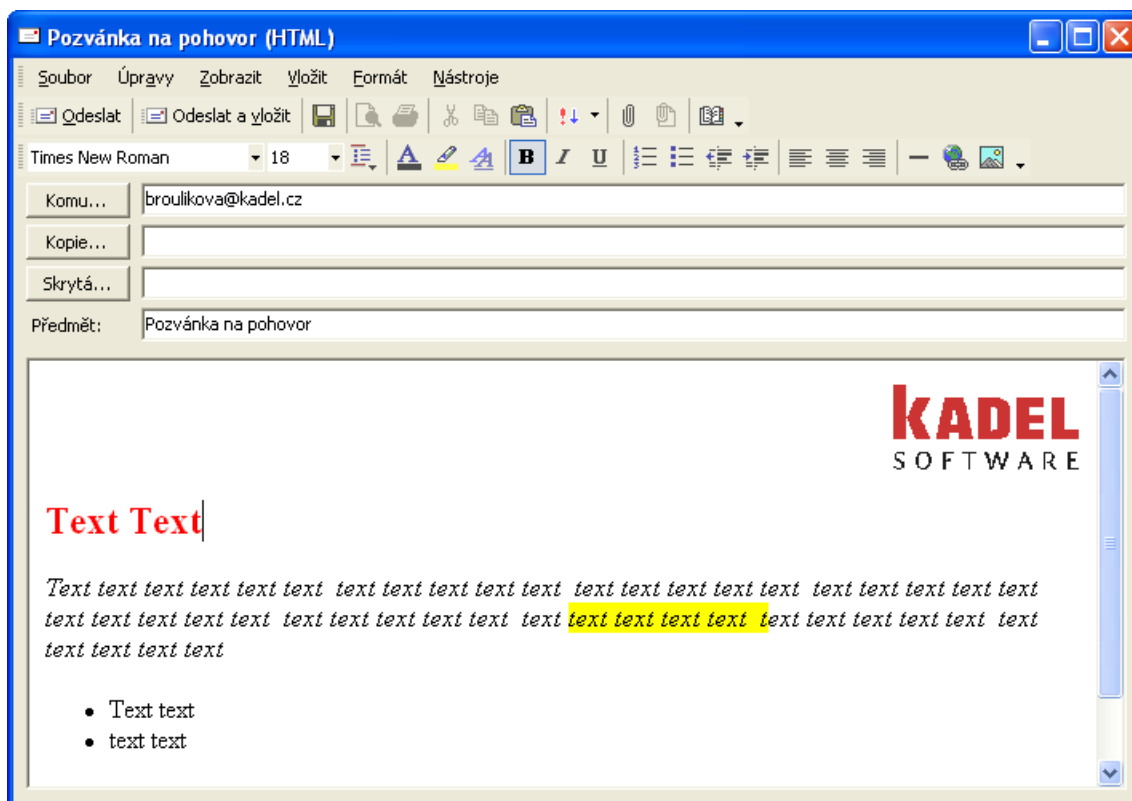 Pozvánka na pohovor (HTML)
Soubor Úpravy Zobrazit Vložit Formát Nástroje
Odeslat Odeslat a vložit
Times New Roman 18 A B I U
Komu... broulikova@kadel.cz
Kopie...
Skrytá...
Předmět: Pozvánka na pohovor
KADEL
SOFTWARE
Text Text
Text text text text text text text text text text text text text text text text text text text text text
text text text text text text text text text text text text text text text text text text text text text
text text text text
Text text
text text